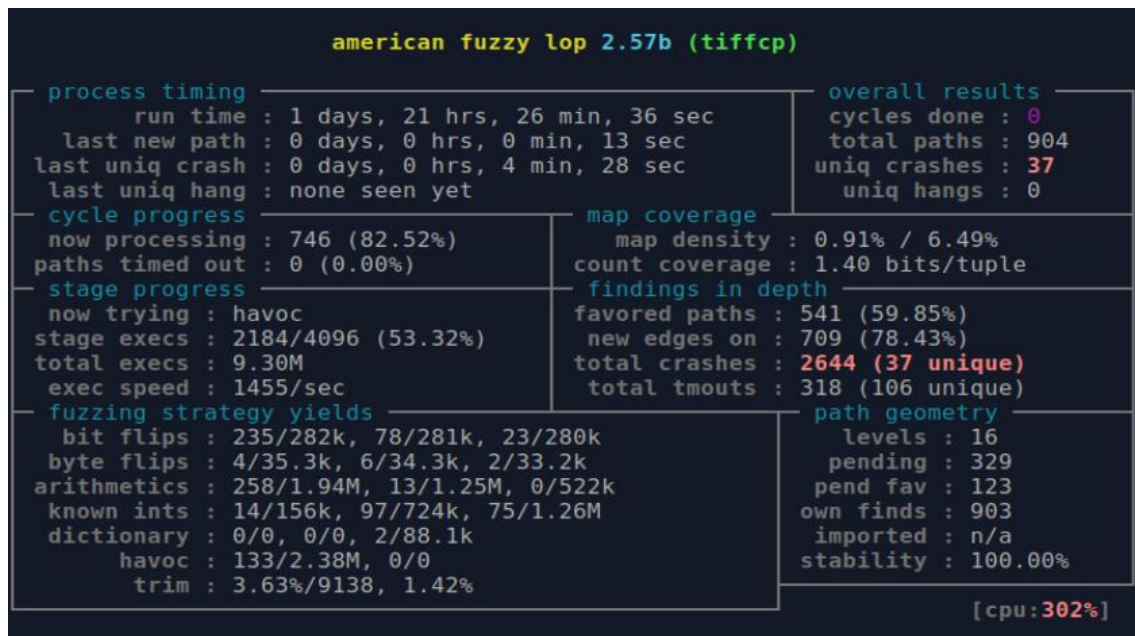 american fuzzy lop 2.57b (tiffcp)
process timing overall results
run time : 1 days, 21 hrs, 26 min, 36 sec cycles done : 0
last new path : 0 days, 0 hrs, 0 min, 13 sec total paths : 904
last uniq crash : 0 days, 0 hrs, 4 min, 28 sec uniq crashes : 37
last uniq hang : none seen yet uniq hangs : 0
cycle progress map coverage
now processing : 746 (82.52%) map density : 0.91% / 6.49%
paths timed out : 0 (0.00%) count coverage : 1.40 bits/tuple
stage progress findings in depth
now trying : havoc favored paths : 541 (59.85%)
stage execs : 2184/4096 (53.32%) new edges on : 709 (78.43%)
total execs : 9.30M total crashes : 2644 (37 unique)
exec speed : 1455/sec total tmouts : 318 (106 unique)
fuzzing strategy yields path geometry
bit flips : 235/282k, 78/281k, 23/280k levels : 16
byte flips : 4/35.3k, 6/34.3k, 2/33.2k pending : 329
arithmetics : 258/1.94M, 13/1.25M, 0/522k pend fav : 123
known ints : 14/156k, 97/724k, 75/1.26M own finds : 903
dictionary : 0/0, 0/0, 2/88.1k imported : n/a
havoc : 133/2.38M, 0/0 stability : 100.00%
trim : 3.63%/9138, 1.42%
[cpu:302%]